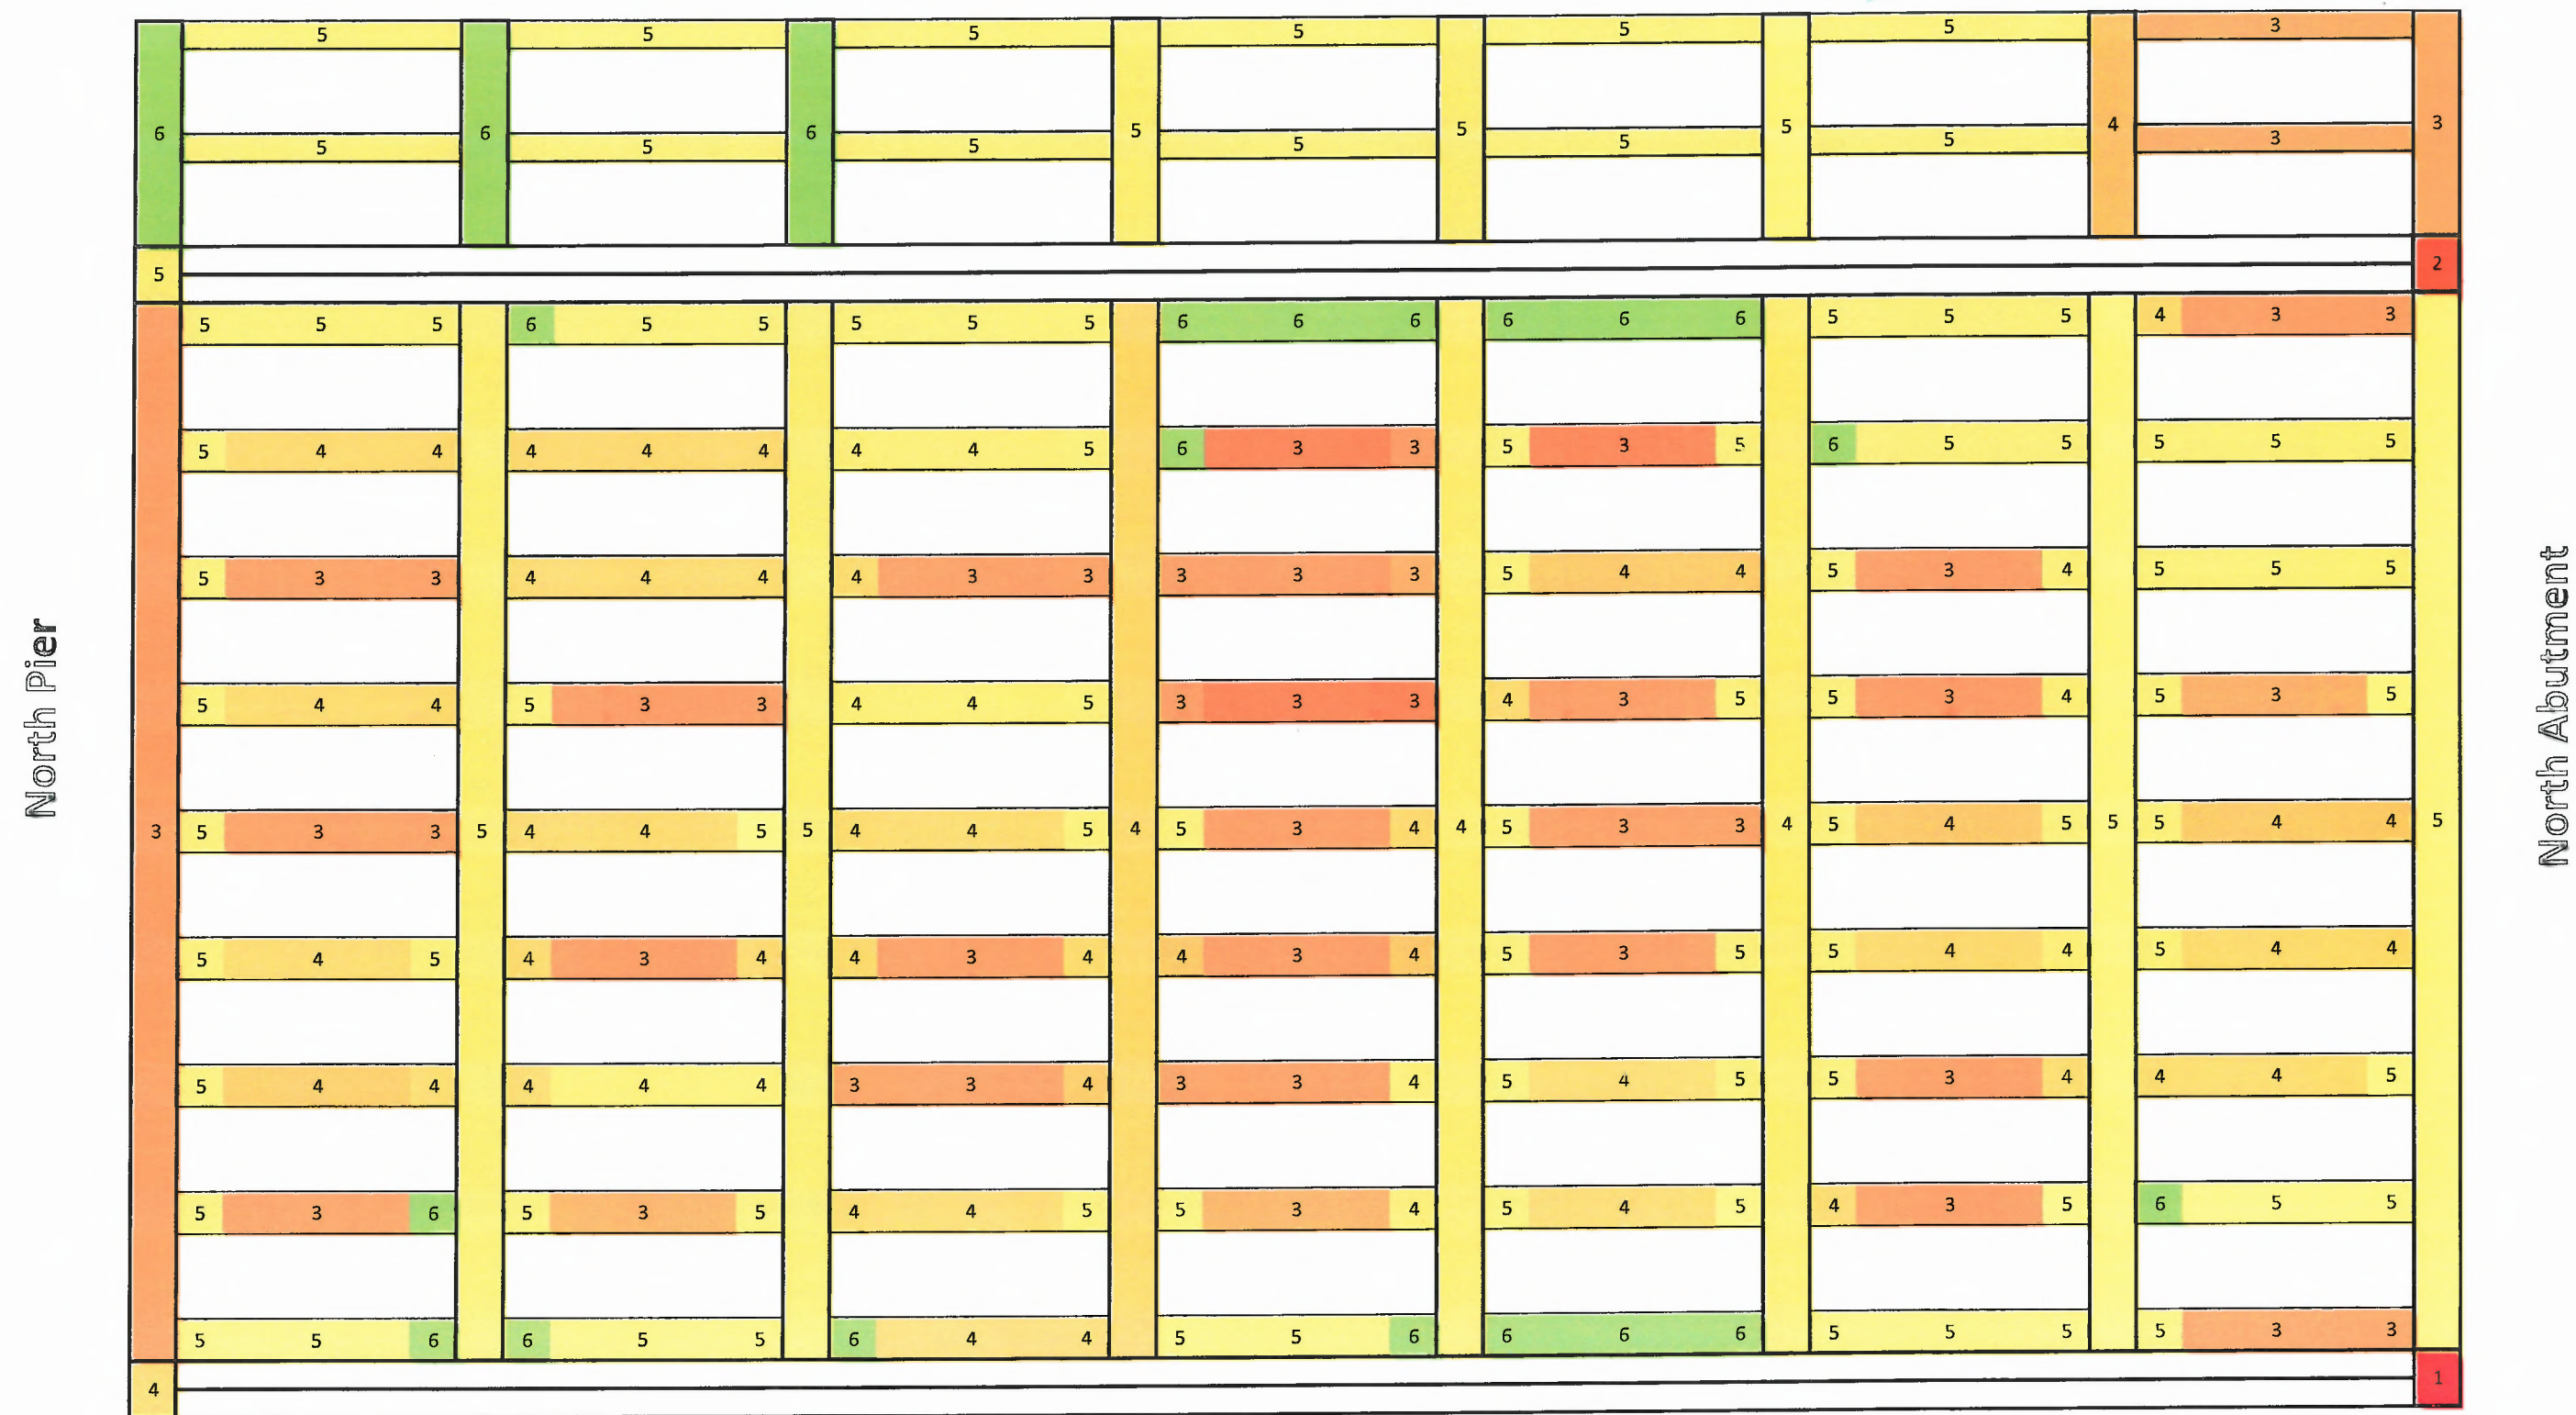 5 5 5 5 5 5 3
6 6 6 5 5 5 4 3
5 5 5 5 5 5 3
5 2
5 5 5 6 5 5 5 5 5 6 6 6 6 6 6 5 5 5 4 3 3
5 4 4 4 4 4 4 4 5 6 3 3 5 3 5 6 5 5 5 5 5
5 3 3 4 4 4 4 3 3 3 3 3 5 4 4 5 3 4 5 5 5
5 4 4 5 3 3 4 4 5 3 3 3 4 3 5 5 3 4 5 3 5
3 5 3 3 5 4 4 5 5 4 4 5 4 5 3 4 4 5 3 3 4 5 4 5 5 5 4 4 5
5 4 5 4 3 4 4 3 4 4 3 4 5 3 5 5 4 4 5 4 4
5 4 4 4 4 4 3 3 4 3 3 4 5 4 5 5 3 4 4 4 5
5 3 6 5 3 5 4 4 5 5 3 4 5 4 5 4 3 5 6 5 5
5 5 6 6 5 5 6 4 4 5 5 6 6 6 6 5 5 5 5 3 3
4 1
North Pier
North Abutment